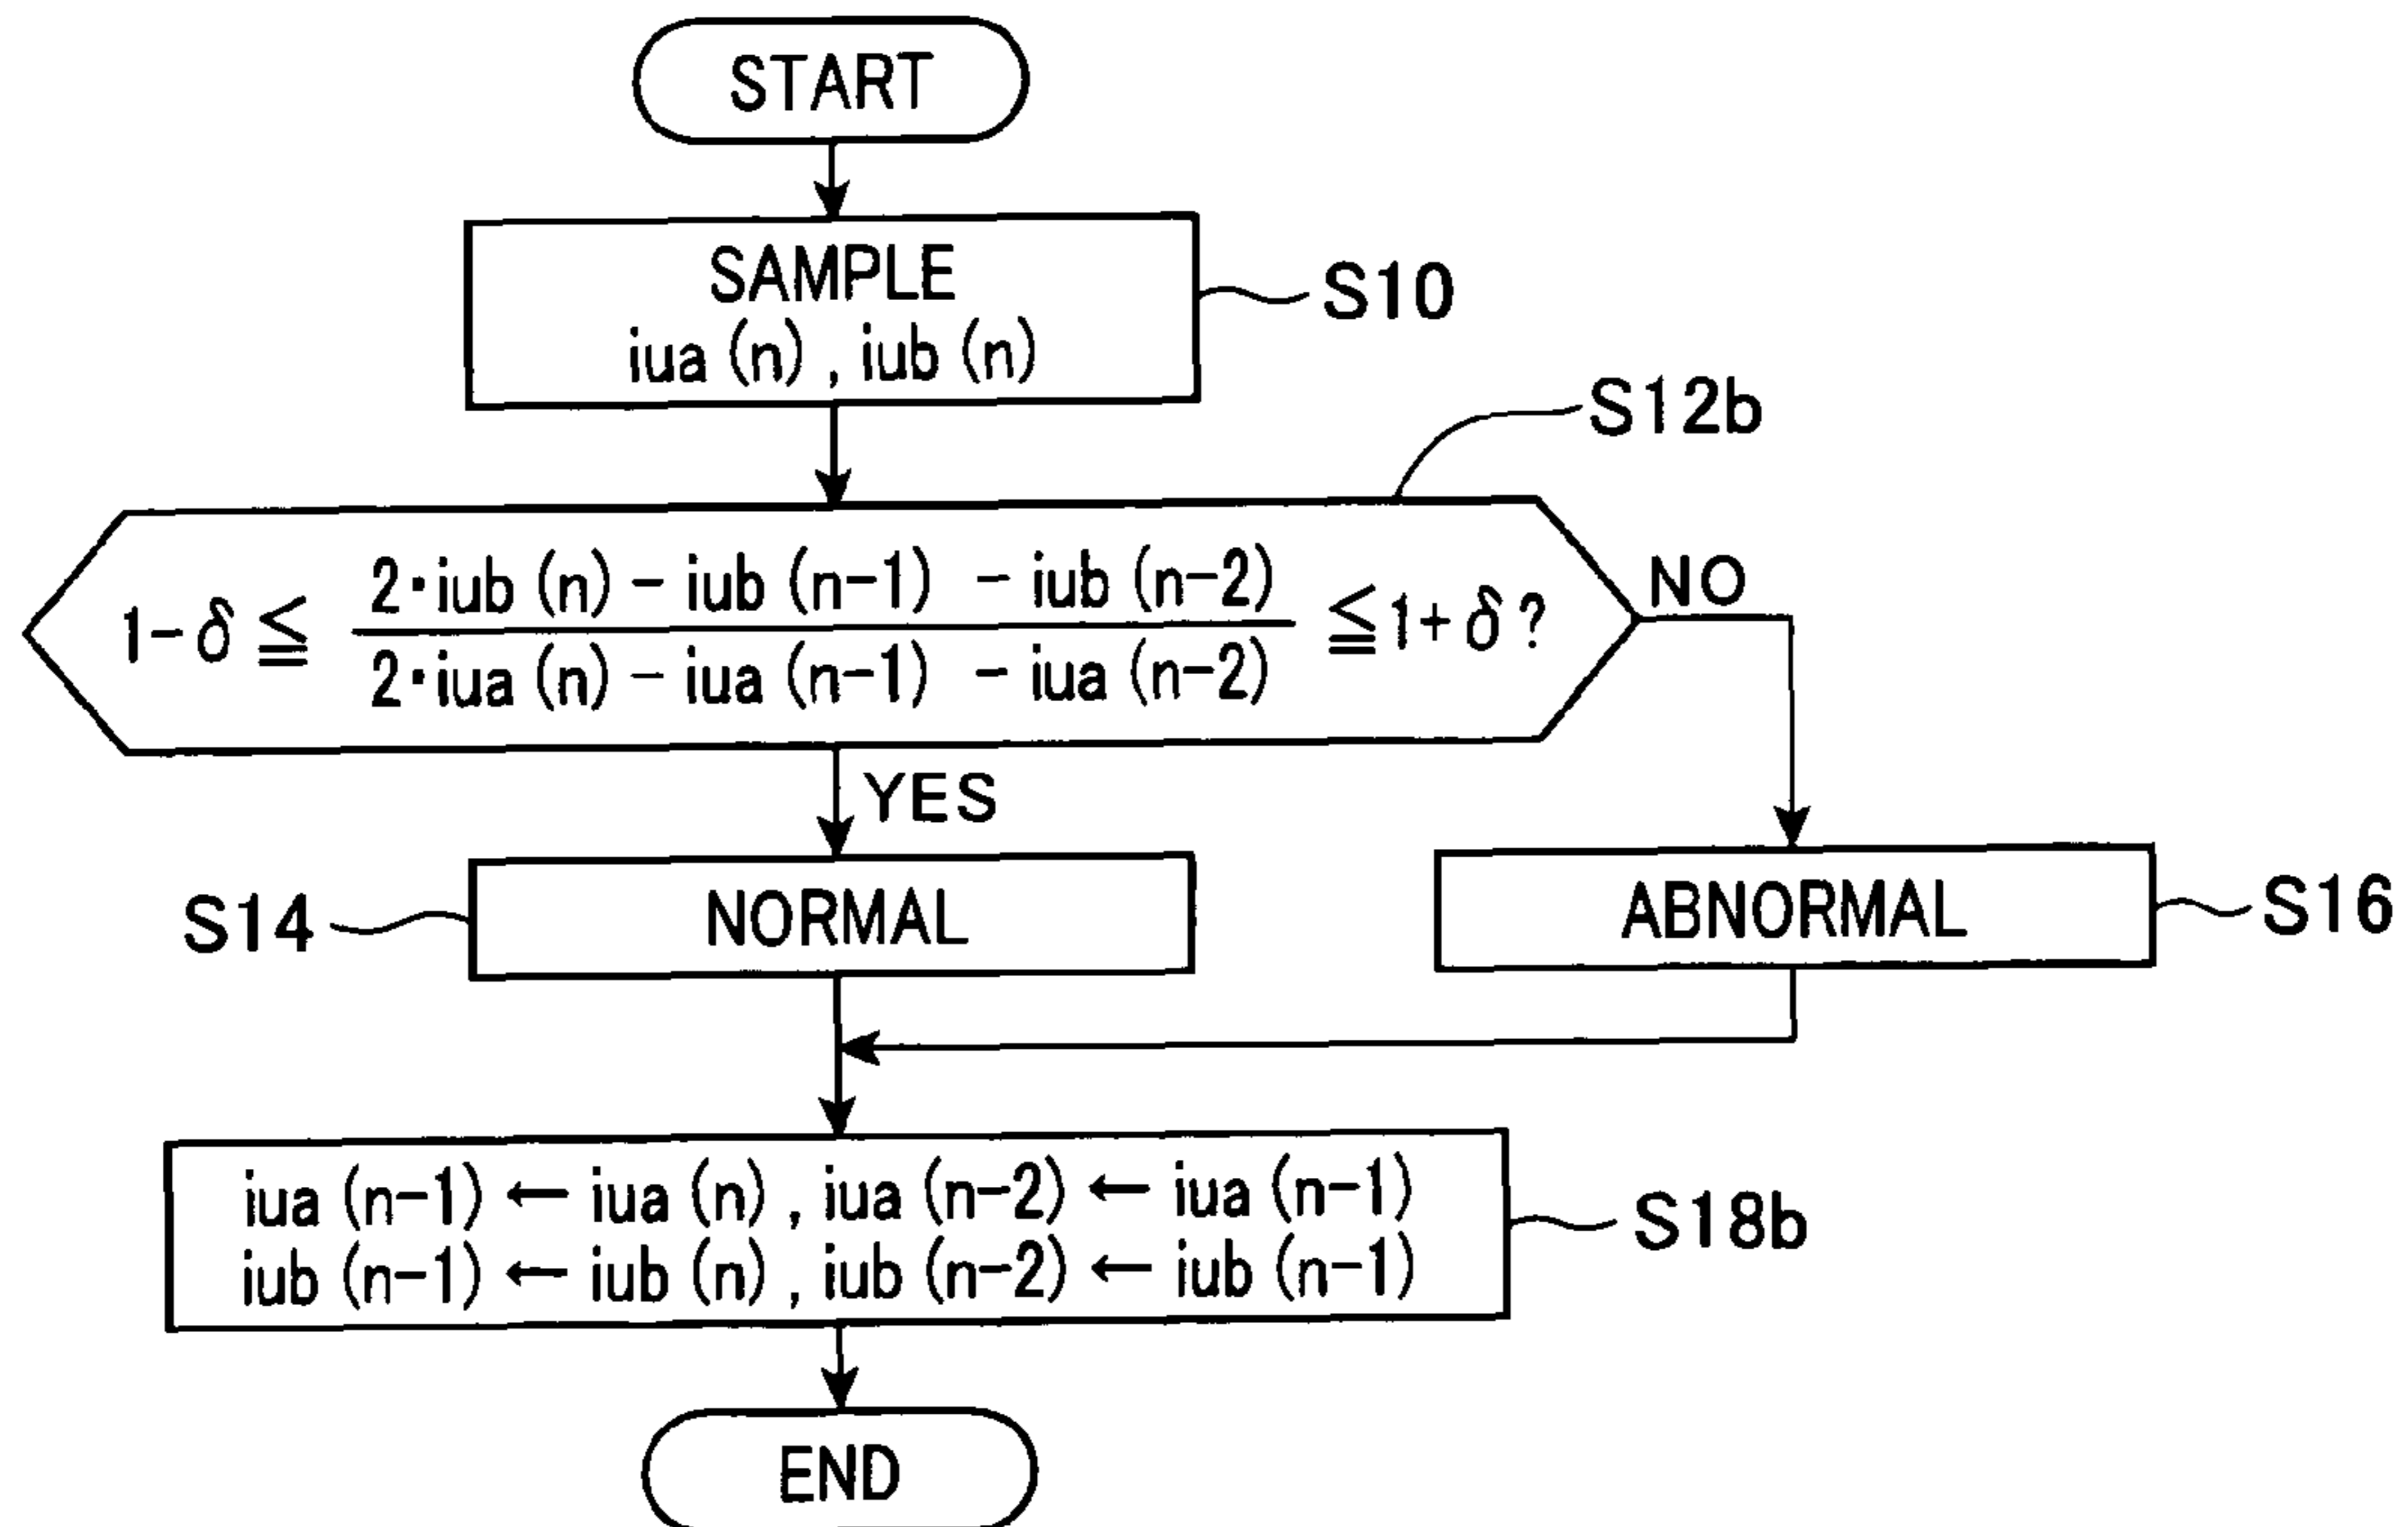 START
SAMPLE
iua (n) , iub (n)
S10
S12b
1-δ ≦ 2·iub (n) - iub (n-1) - iub (n-2) ≦ 1+δ?
2·iua (n) - iua (n-1) - iua (n-2)
NO
YES
S14
NORMAL
ABNORMAL
S16
iua (n-1) ← iua (n) , iua (n-2) ← iua (n-1)
iub (n-1) ← iub (n) , iub (n-2) ← iub (n-1)
S18b
END